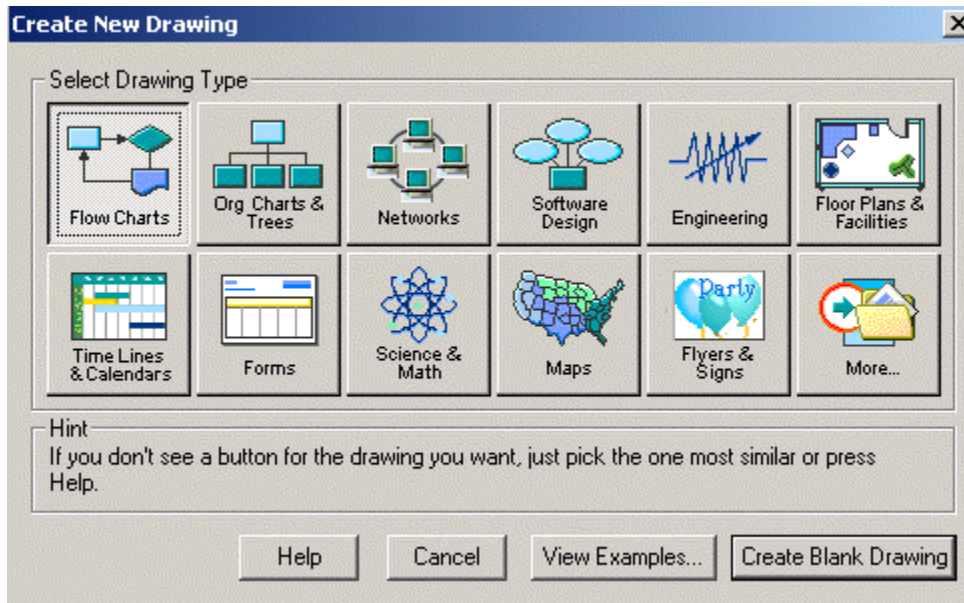 Create New Drawing
Select Drawing Type
Flow Charts
Org Charts &
Trees
Networks
Software
Design
Engineering
Floor Plans &
Facilities
Time Lines
& Calendars
Forms
Science &
Math
Maps
Party
Flyers &
Signs
More...
Hint
If you don't see a button for the drawing you want, just pick the one most similar or press
Help.
Help
Cancel
View Examples...
Create Blank Drawing